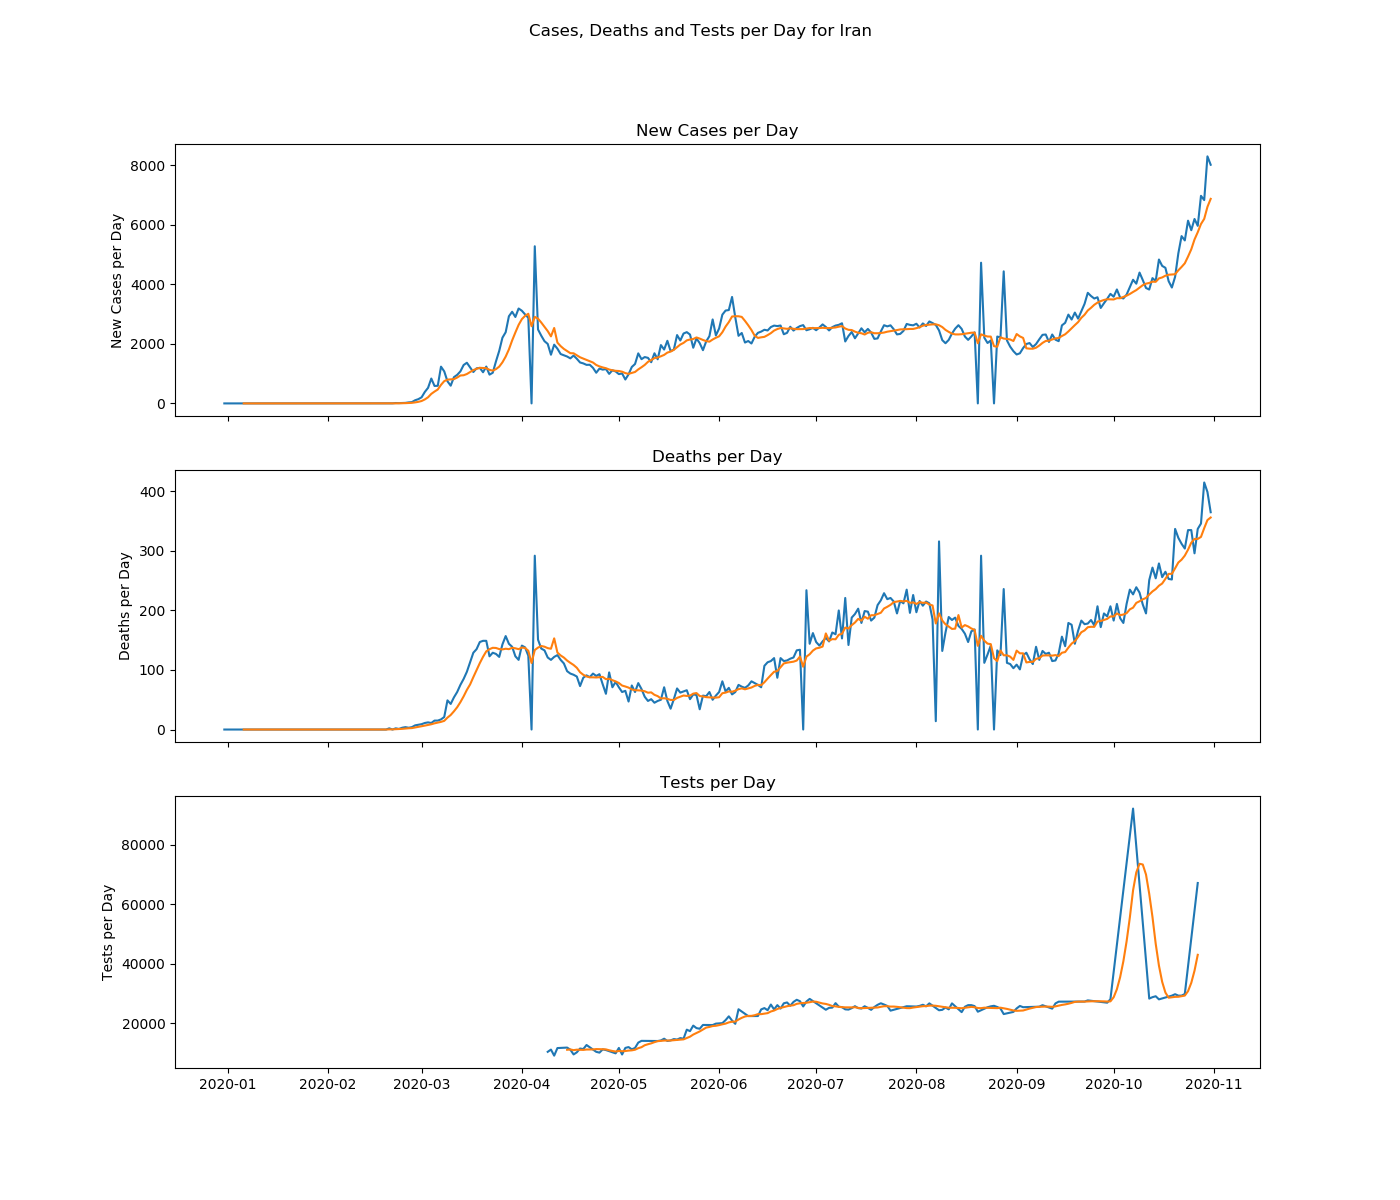 Cases, Deaths and Tests per Day for Iran
New Cases per Day
New Cases per Day
8000
6000
4000
2000
0
Deaths per Day
Deaths per Day
400
300
200
100
0
Tests per Day
Tests per Day
80000
60000
40000
20000
2020-01 2020-02 2020-03 2020-04 2020-05 2020-06 2020-07 2020-08 2020-09 2020-10 2020-11